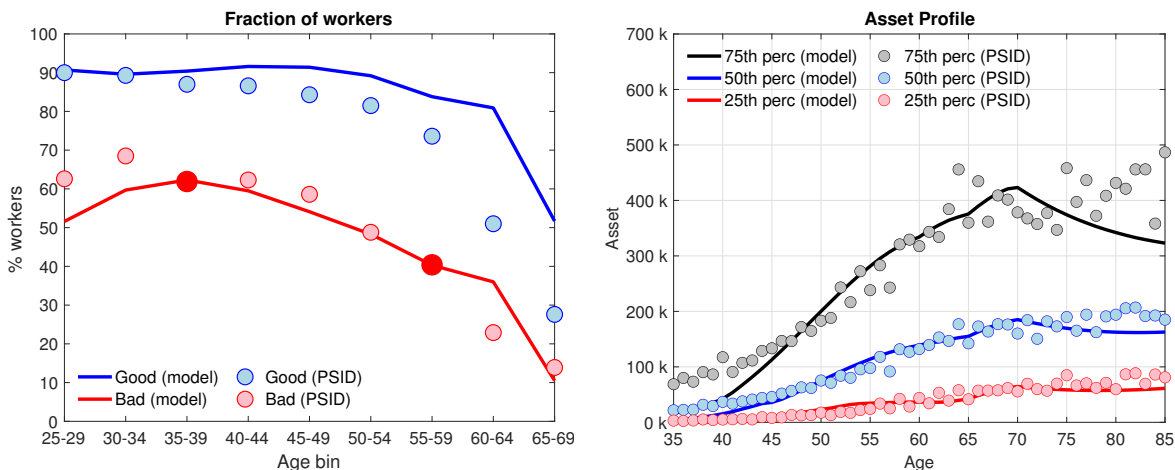 Fraction of workers
100
90
80
70
60
50
40
30
20
10
0
% workers
Good (model)
Good (PSID)
Bad (model)
Bad (PSID)
25-29 30-34 35-39 40-44 45-49 50-54 55-59 60-64 65-69
Age bin
Asset Profile
700 k
600 k
500 k
400 k
300 k
200 k
100 k
0 k
Asset
75th perc (model)
75th perc (PSID)
50th perc (model)
50th perc (PSID)
25th perc (model)
25th perc (PSID)
35 40 45 50 55 60 65 70 75 80 85
Age